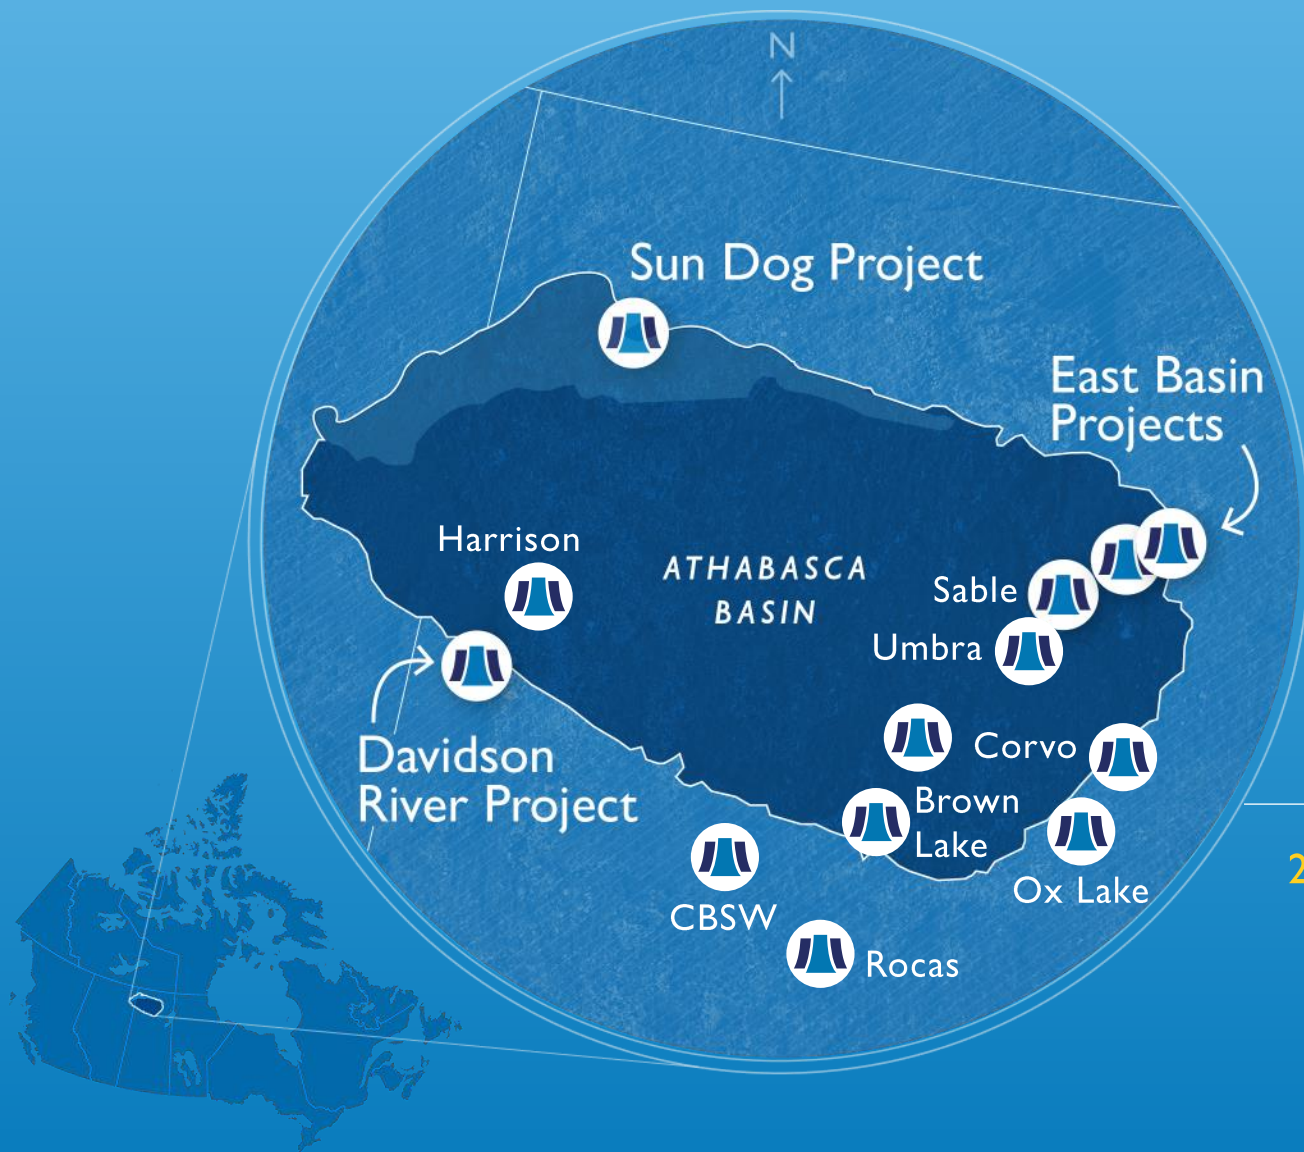 N
Sun Dog Project
East Basin
Projects
Harrison
ATHABASCA
BASIN
Sable
Umbra
Davidson
River Project
Corvo
Brown
Lake
Ox Lake
CBSW
Rocas
2